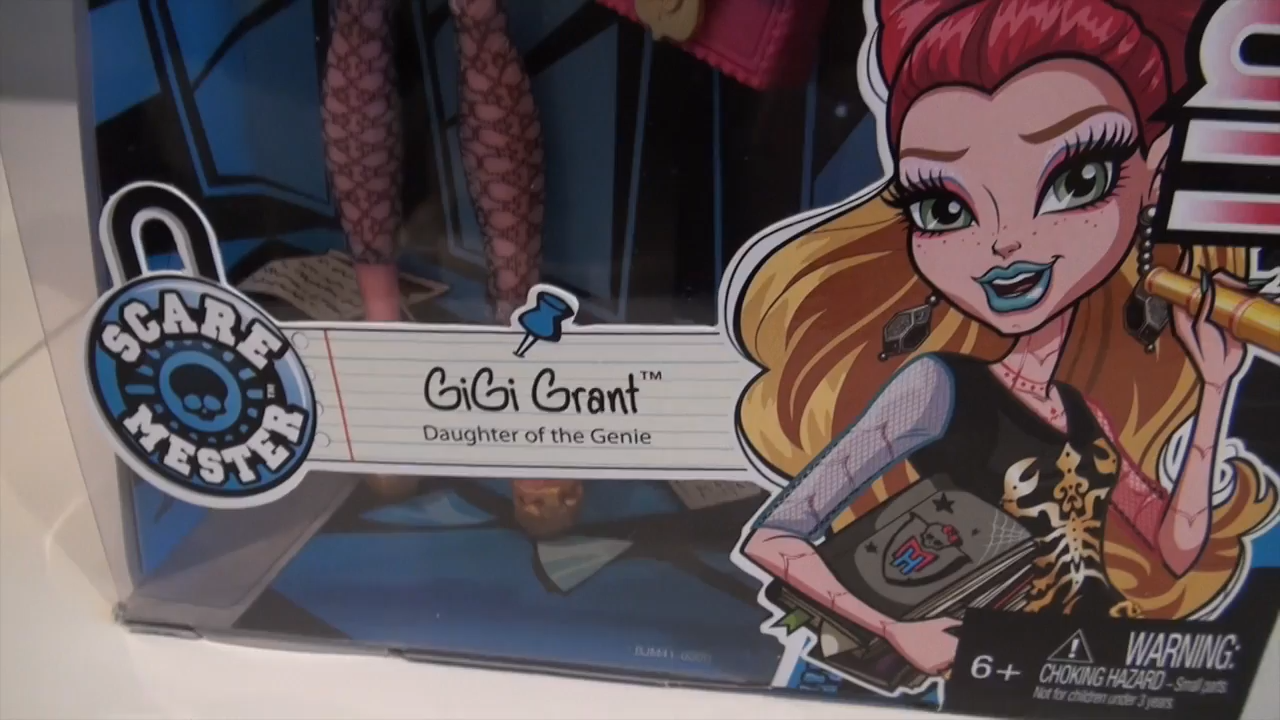 SCARE
MESTER™
GiGi Grant™
Daughter of the Genie
6+
WARNING:
CHOKING HAZARD - Small parts.
Not for children under 3 years.